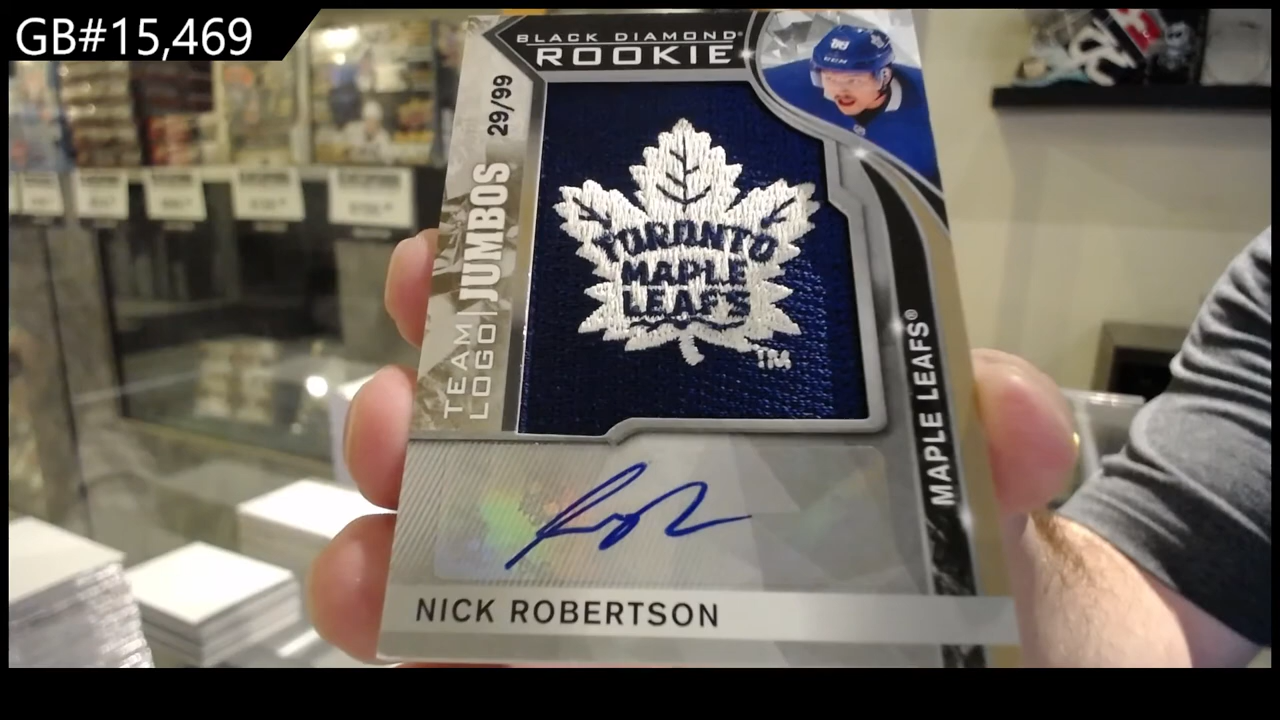 GB#15,469
BLACK DIAMOND®
ROOKIE
29/99
TEAM LOGO | JUMBOS
TORONTO
MAPLE
LEAFS
TM
MAPLE LEAFS®
NICK ROBERTSON